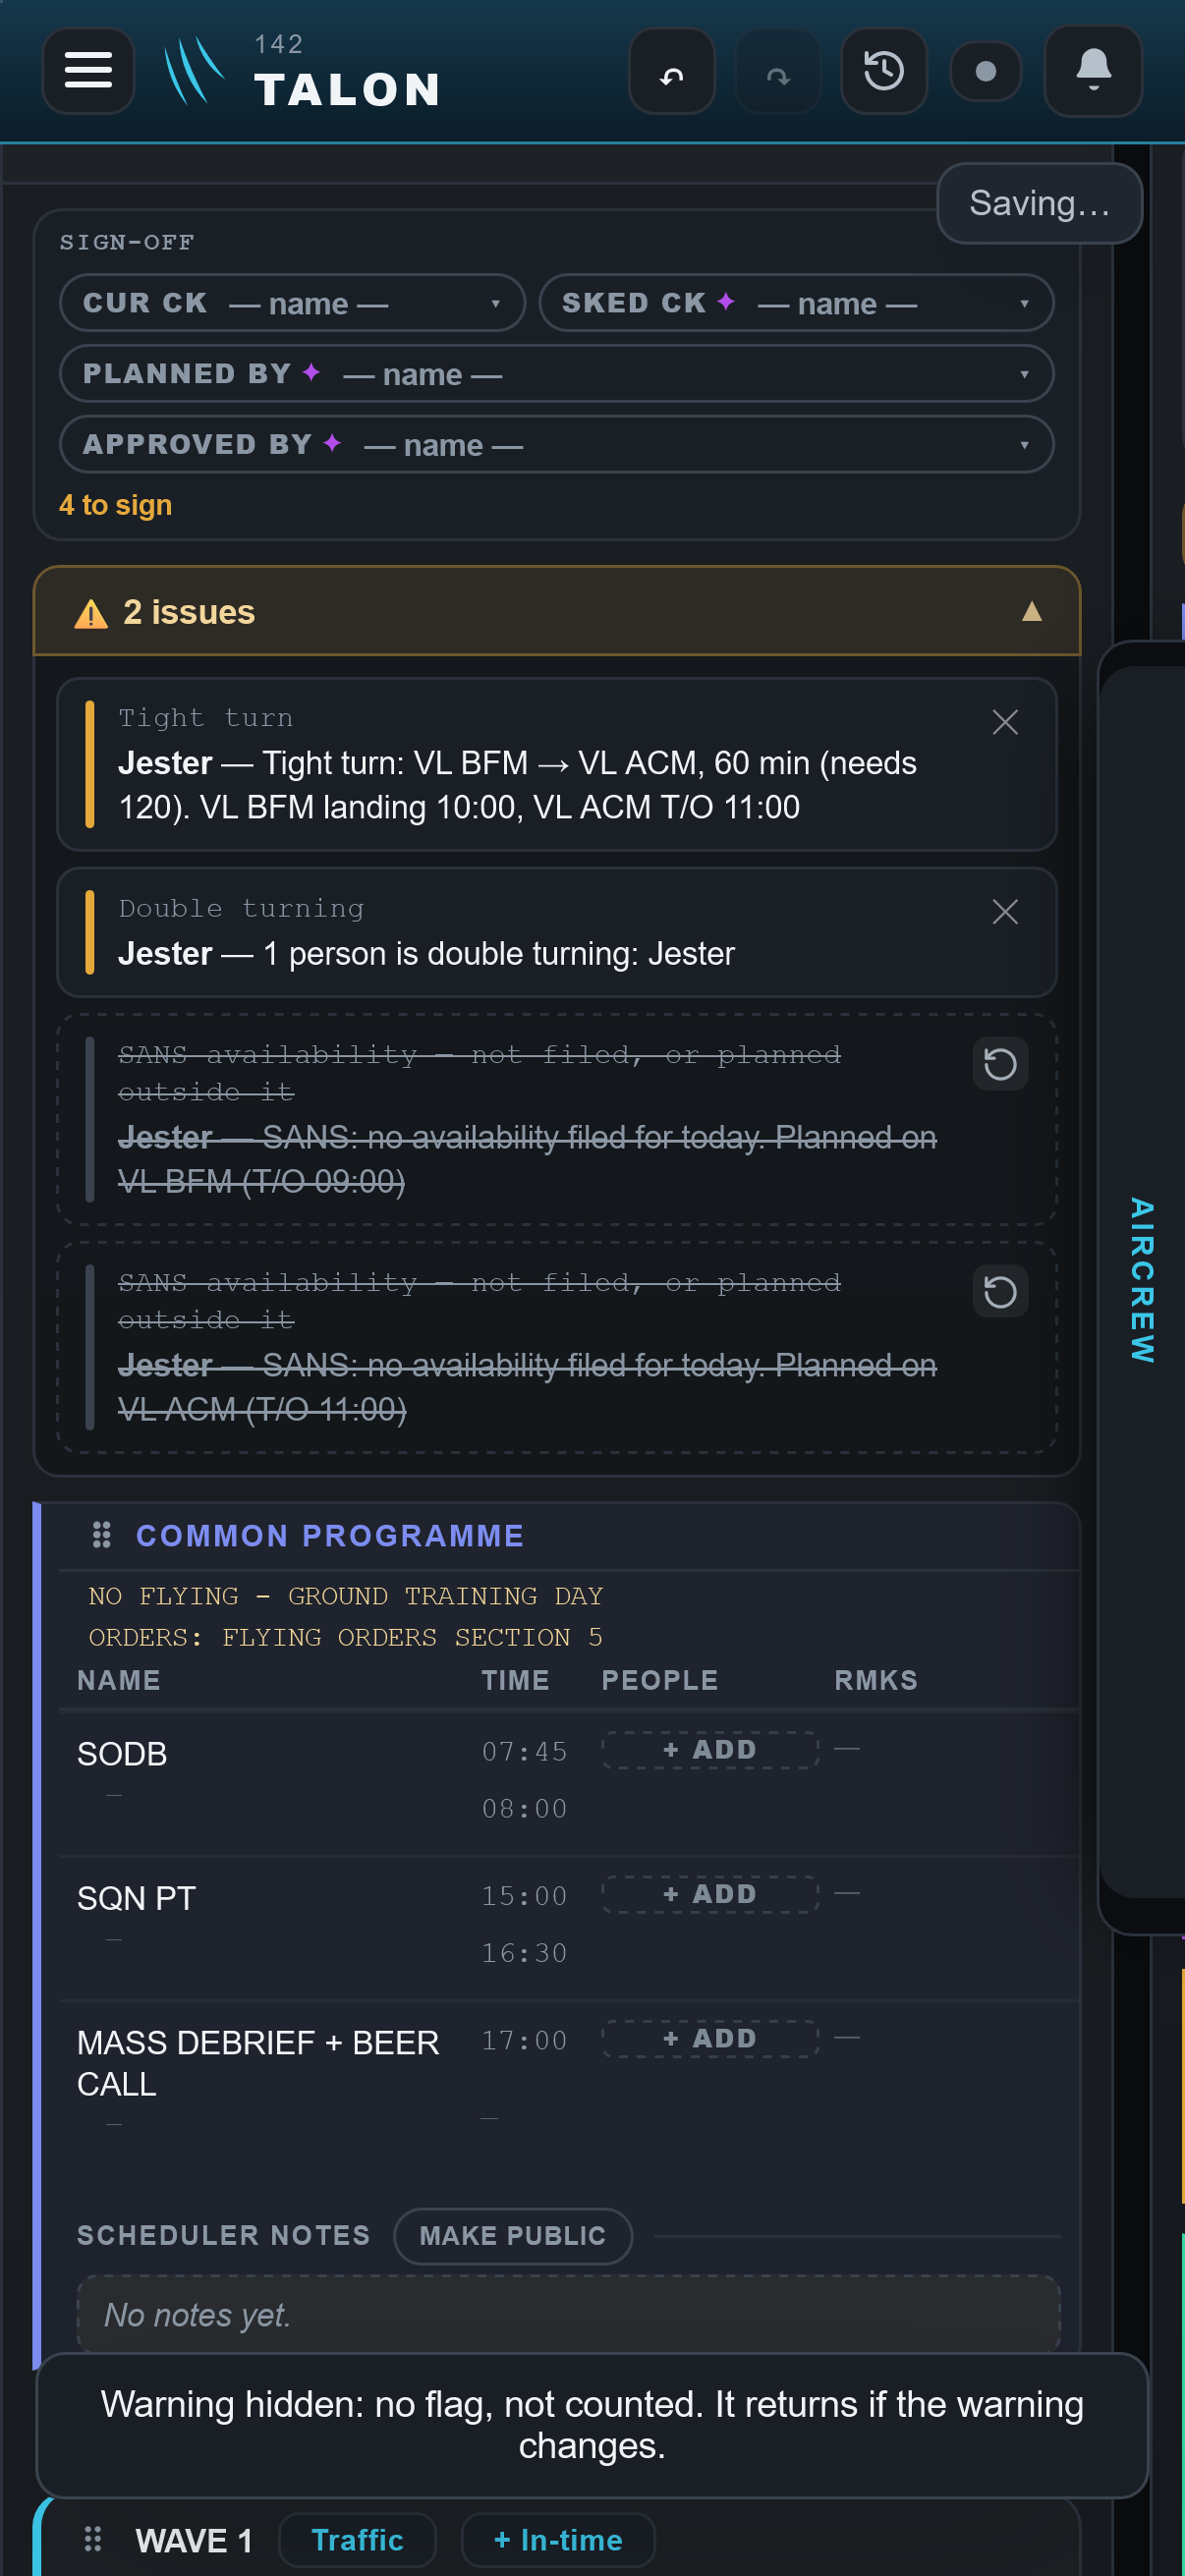 142
TALON
Saving…
SIGN-OFF
CUR CK — name —
SKED CK ✦ — name —
PLANNED BY ✦ — name —
APPROVED BY ✦ — name —
4 to sign
2 issues
Tight turn
Jester — Tight turn: VL BFM → VL ACM, 60 min (needs
120). VL BFM landing 10:00, VL ACM T/O 11:00
Double turning
Jester — 1 person is double turning: Jester
SANS availability — not filed, or planned
outside it
Jester — SANS: no availability filed for today. Planned on
VL BFM (T/O 09:00)
SANS availability — not filed, or planned
outside it
Jester — SANS: no availability filed for today. Planned on
VL ACM (T/O 11:00)
AIRCREW
COMMON PROGRAMME
NO FLYING - GROUND TRAINING DAY
ORDERS: FLYING ORDERS SECTION 5
NAME TIME PEOPLE RMKS
SODB 07:45 + ADD —
— 08:00
SQN PT 15:00 + ADD —
— 16:30
MASS DEBRIEF + BEER 17:00 + ADD —
CALL
— —
SCHEDULER NOTES MAKE PUBLIC
No notes yet.
Warning hidden: no flag, not counted. It returns if the warning
changes.
WAVE 1 Traffic + In-time